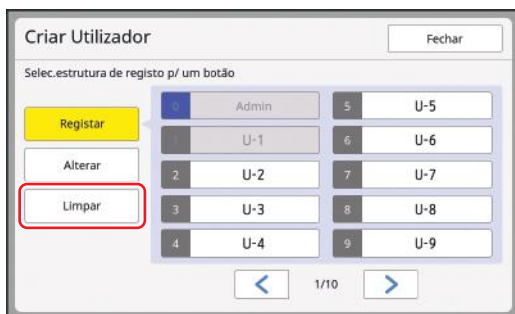 Criar Utilizador
Fechar
Selec.estrutura de registo p/ um botão
Registar
Alterar
Limpar
0 Admin
1 U-1
2 U-2
3 U-3
4 U-4
5 U-5
6 U-6
7 U-7
8 U-8
9 U-9
< 1/10 >